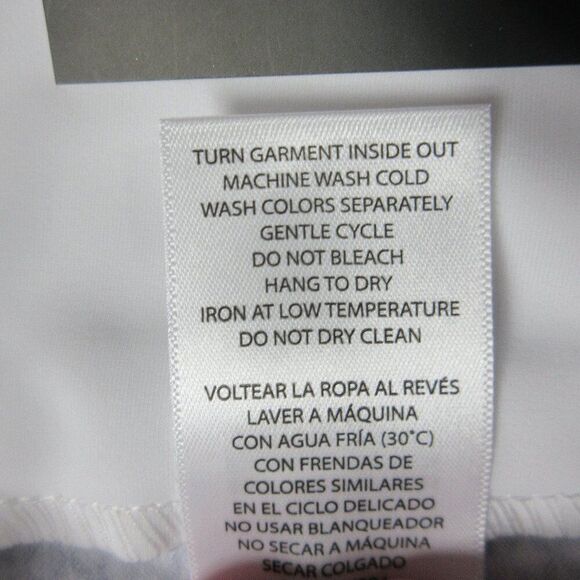 TURN GARMENT INSIDE OUT
MACHINE WASH COLD
WASH COLORS SEPARATELY
GENTLE CYCLE
DO NOT BLEACH
HANG TO DRY
IRON AT LOW TEMPERATURE
DO NOT DRY CLEAN
VOLTEAR LA ROPA AL REVÉS
LAVER A MÁQUINA
CON AGUA FRÍA (30˚C)
CON FRENDAS DE
COLORES SIMILARES
EN EL CICLO DELICADO
NO USAR BLANQUEADOR
NO SECAR A MÁQUINA
SECAR COLGADO